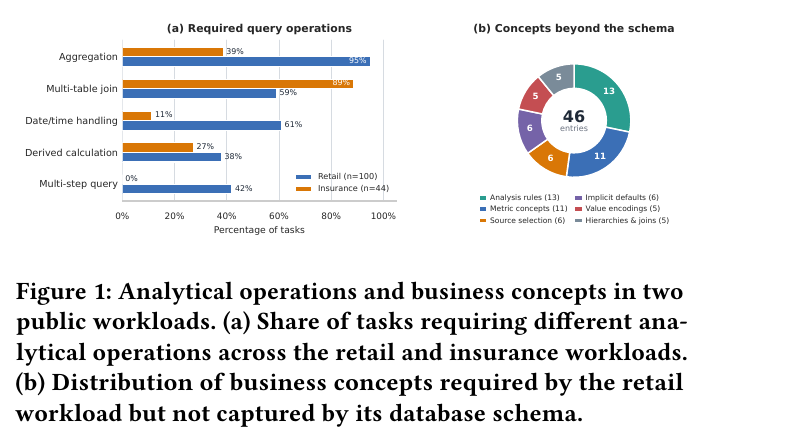 (a) Required query operations
Aggregation
39%
95%
Multi-table join
89%
59%
Date/time handling
11%
61%
Derived calculation
27%
38%
Multi-step query
0%
42%
Retail (n=100)
Insurance (n=44)
0% 20% 40% 60% 80% 100%
Percentage of tasks
(b) Concepts beyond the schema
13
11
6
6
5
5
46
entries
Analysis rules (13)
Metric concepts (11)
Source selection (6)
Implicit defaults (6)
Value encodings (5)
Hierarchies & joins (5)
Figure 1: Analytical operations and business concepts in two
public workloads. (a) Share of tasks requiring different ana-
lytical operations across the retail and insurance workloads.
(b) Distribution of business concepts required by the retail
workload but not captured by its database schema.